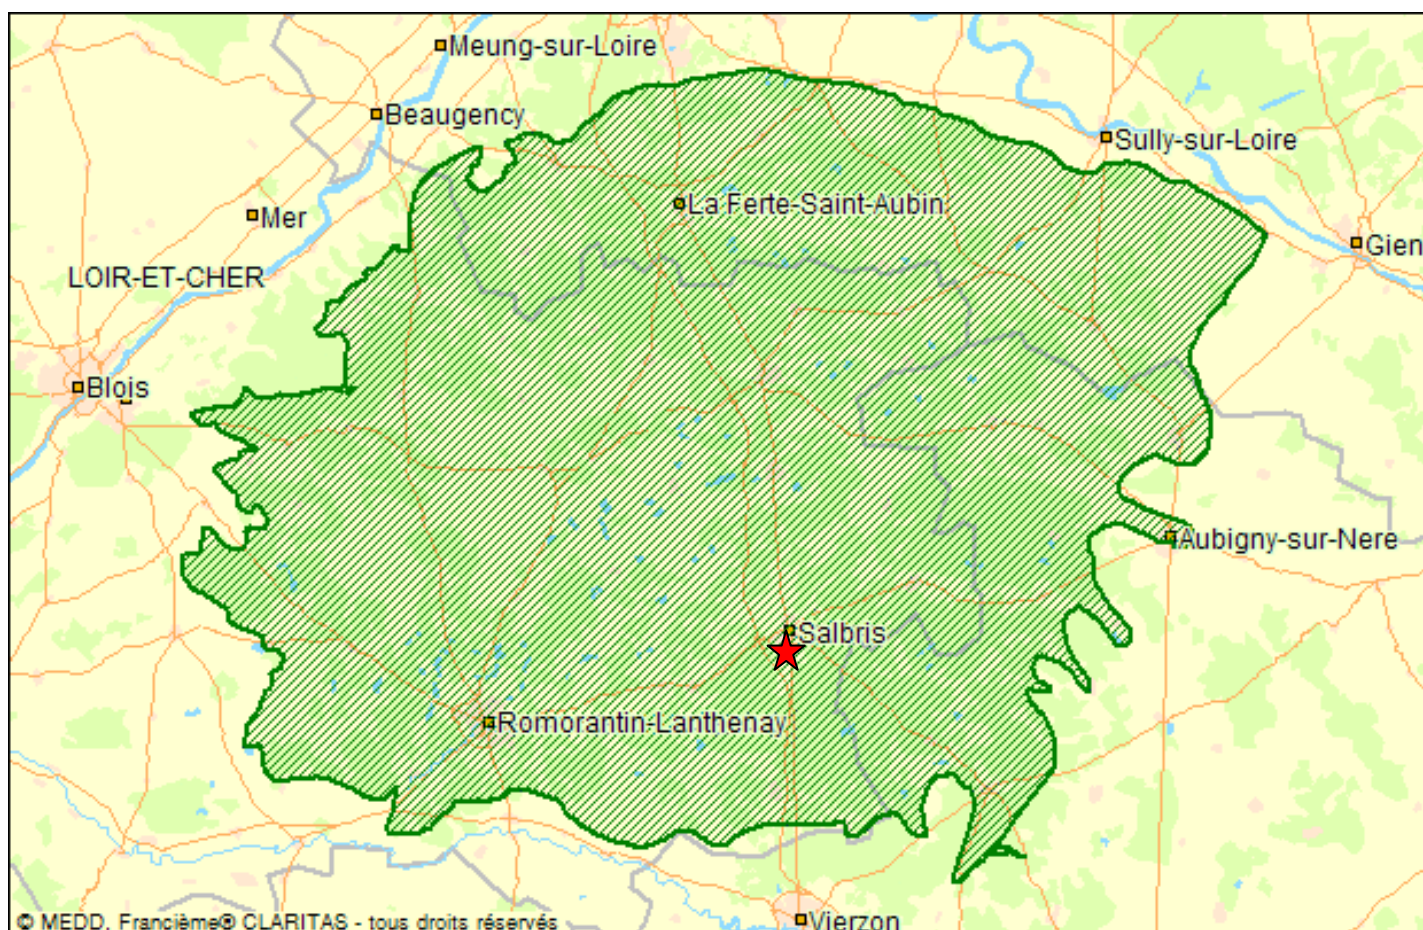 Meung-sur-Loire
Beaugency
Sully-sur-Loire
La Ferte-Saint-Aubin
Mer
Gien
LOIR-ET-CHER
Blois
Aubigny-sur-Nere
Salbris
Romorantin-Lanthenay
Vierzon
© MEDD, Francième® CLARITAS - tous droits réservés